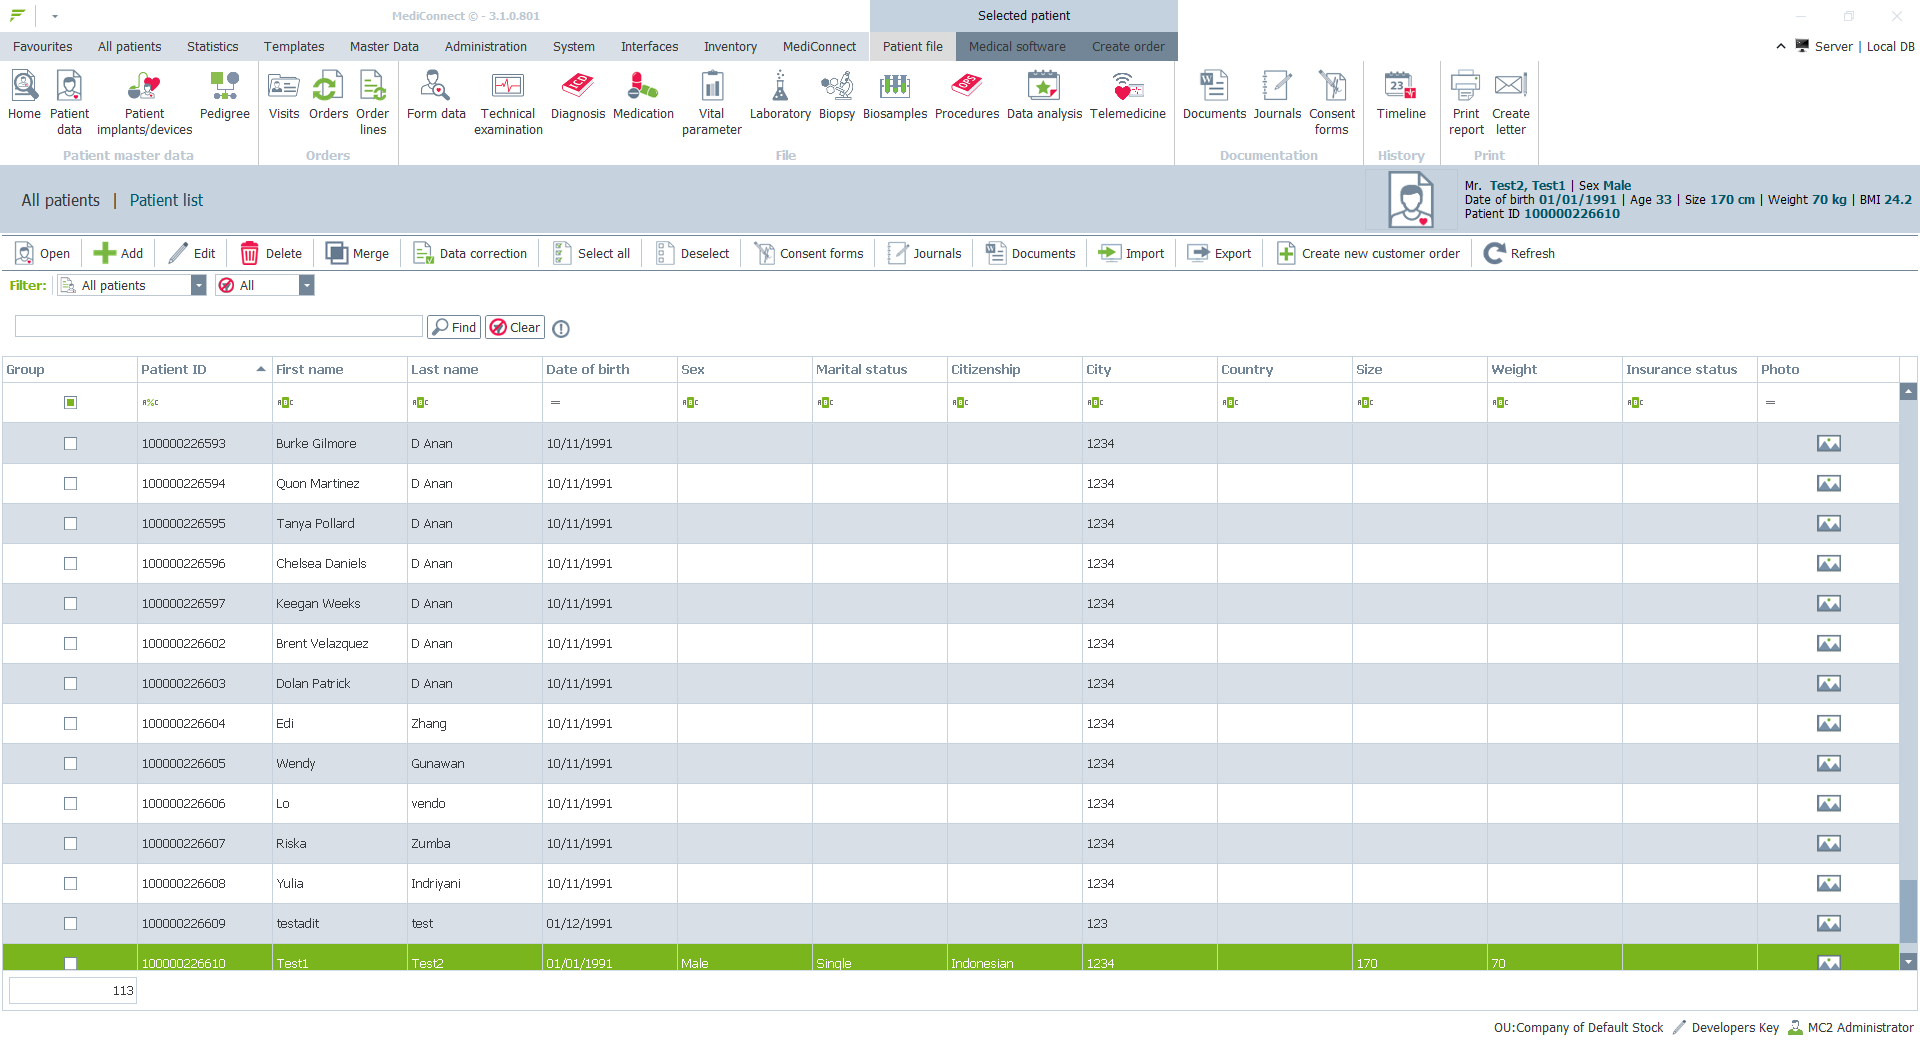 MediConnect © - 3.1.0.801
Selected patient
Favourites All patients Statistics Templates Master Data Administration System Interfaces Inventory MediConnect Patient file Medical software Create order Server | Local DB
Home Patient data Patient implants/devices Pedigree Visits Orders Order lines Form data Technical examination Diagnosis Medication Vital parameter Laboratory Biopsy Biosamples Procedures Data analysis Telemedicine Documents Journals Consent forms Timeline Print report Create letter
Patient master data Orders File Documentation History Print
All patients | Patient list
Mr. Test2, Test1 | Sex Male
Date of birth 01/01/1991 | Age 33 | Size 170 cm | Weight 70 kg | BMI 24.2
Patient ID 100000226610
Open Add Edit Delete Merge Data correction Select all Deselect Consent forms Journals Documents Import Export Create new customer order Refresh
Filter: All patients All
Find Clear
Group Patient ID First name Last name Date of birth Sex Marital status Citizenship City Country Size Weight Insurance status Photo
100000226593 Burke Gilmore D Anan 10/11/1991 1234
100000226594 Quon Martinez D Anan 10/11/1991 1234
100000226595 Tanya Pollard D Anan 10/11/1991 1234
100000226596 Chelsea Daniels D Anan 10/11/1991 1234
100000226597 Keegan Weeks D Anan 10/11/1991 1234
100000226602 Brent Velazquez D Anan 10/11/1991 1234
100000226603 Dolan Patrick D Anan 10/11/1991 1234
100000226604 Edi Zhang 10/11/1991 1234
100000226605 Wendy Gunawan 10/11/1991 1234
100000226606 Lo vendo 10/11/1991 1234
100000226607 Riska Zumba 10/11/1991 1234
100000226608 Yulia Indriyani 10/11/1991 1234
100000226609 testadit test 01/12/1991 123
100000226610 Test1 Test2 01/01/1991 Male Single Indonesian 1234 170 70
113
OU:Company of Default Stock Developers Key MC2 Administrator